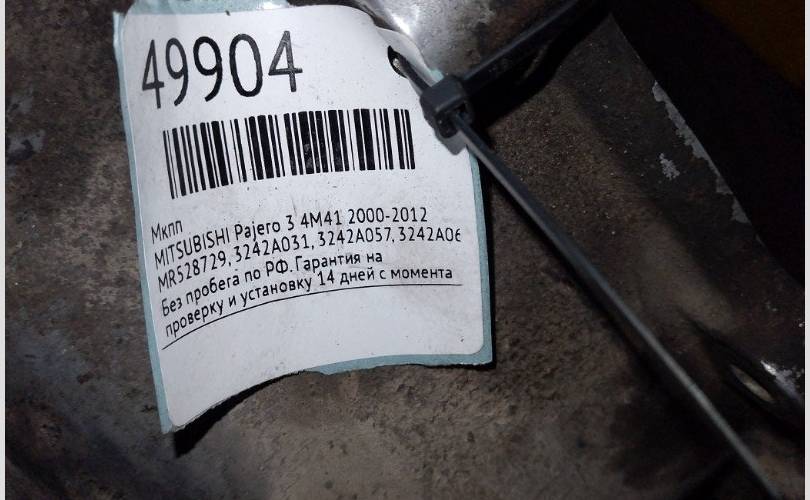 49904
Мкпп
MITSUBISHI Pajero 3 4M41 2000-2012
MR528729, 3242A031, 3242A057, 3242A06
Без пробега по РФ. Гарантия на
проверку и установку 14 дней с момента